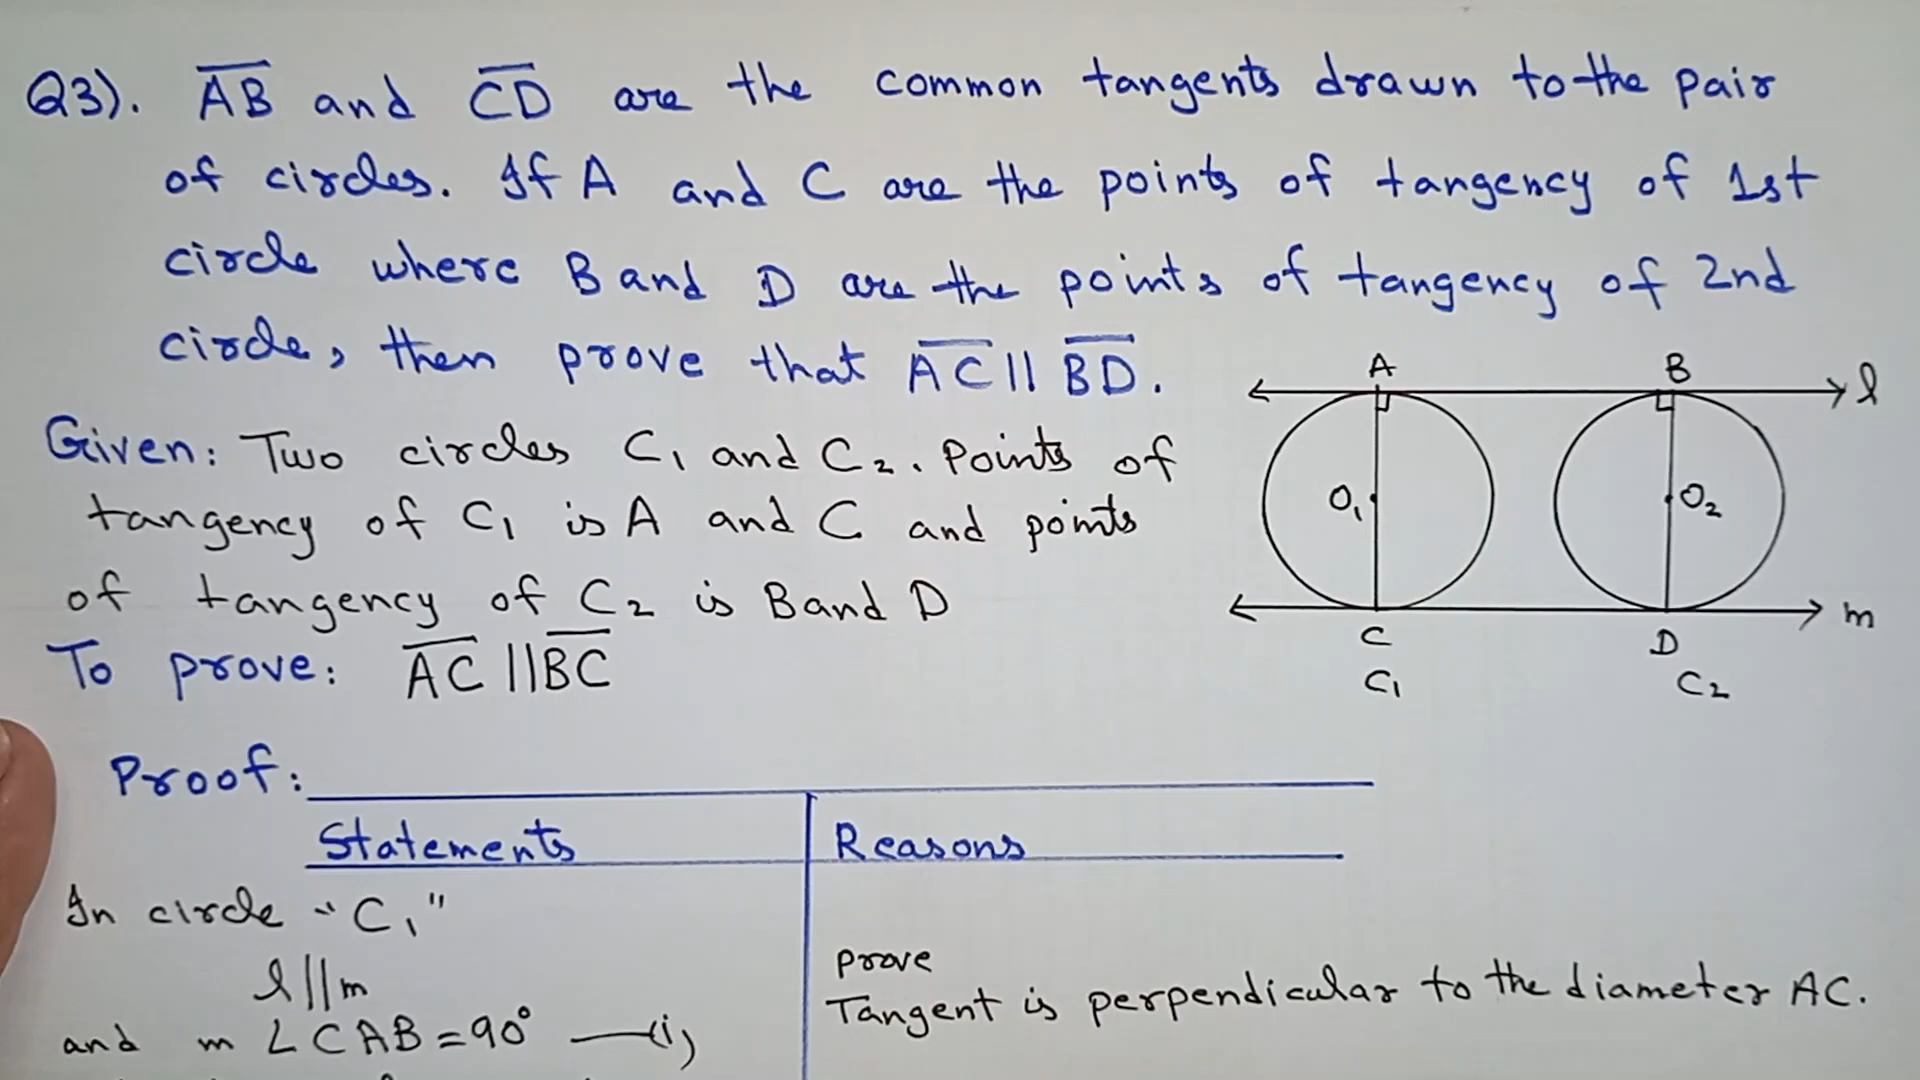 Q3). AB and CD are the common tangents drawn to the pair
of circles. If A and C are the points of tangency of 1st
circle where B and D are the points of tangency of 2nd
circle, then prove that AC || BD.
Given: Two circles C₁ and C₂. Points of
tangency of C₁ is A and C and points
of tangency of C₂ is B and D
To prove: AC || BC
A B l
O₁ O₂
C D m
C₁ C₂
Proof:
Statements Reasons
In circle "C₁"
l || m prove
and m∠CAB = 90° —(i) Tangent is perpendicular to the diameter AC.